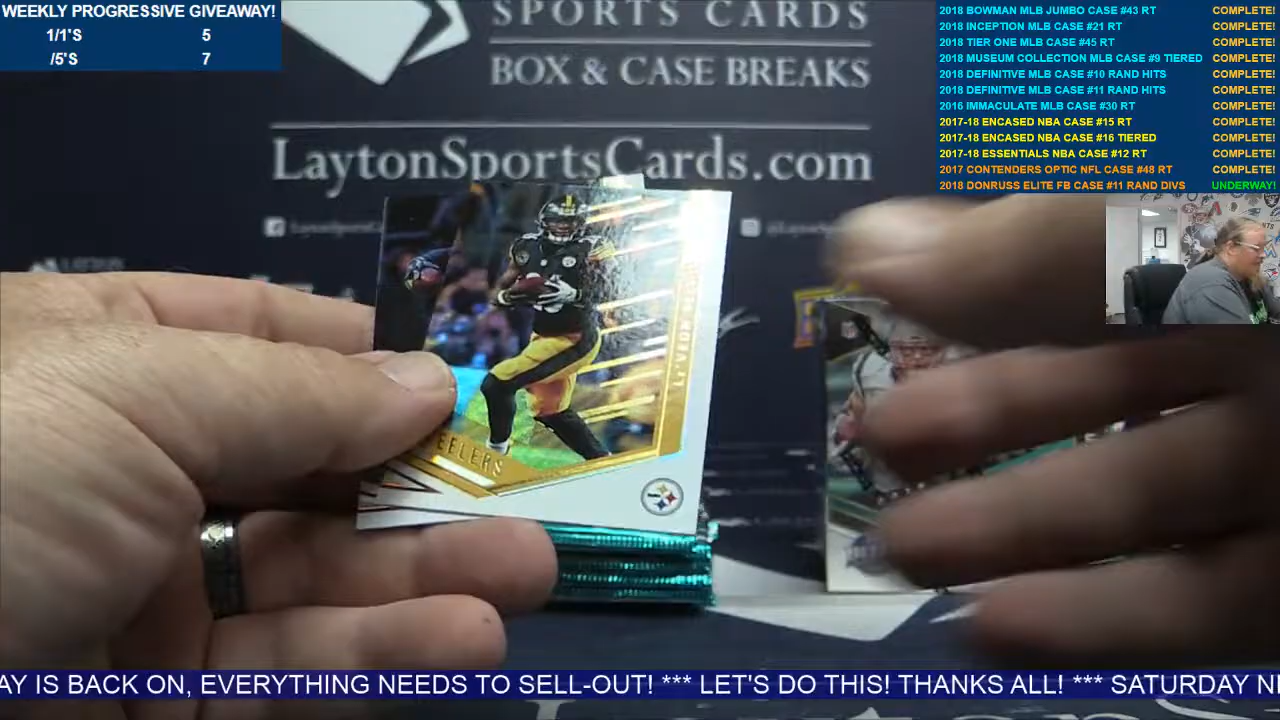 WEEKLY PROGRESSIVE GIVEAWAY!
1/1'S 5
/5'S 7
SPORTS CARDS
BOX & CASE BREAKS
LaytonSportsCards.com
2018 BOWMAN MLB JUMBO CASE #43 RT COMPLETE!
2018 INCEPTION MLB CASE #21 RT COMPLETE!
2018 TIER ONE MLB CASE #45 RT COMPLETE!
2018 MUSEUM COLLECTION MLB CASE #9 TIERED COMPLETE!
2018 DEFINITIVE MLB CASE #10 RAND HITS COMPLETE!
2018 DEFINITIVE MLB CASE #11 RAND HITS COMPLETE!
2016 IMMACULATE MLB CASE #30 RT COMPLETE!
2017-18 ENCASED NBA CASE #15 RT COMPLETE!
2017-18 ENCASED NBA CASE #16 TIERED COMPLETE!
2017-18 ESSENTIALS NBA CASE #12 RT COMPLETE!
2017 CONTENDERS OPTIC NFL CASE #48 RT COMPLETE!
2018 DONRUSS ELITE FB CASE #11 RAND DIVS UNDERWAY!
EELERS
AY IS BACK ON, EVERYTHING NEEDS TO SELL-OUT! *** LET'S DO THIS! THANKS ALL! *** SATURDAY NI